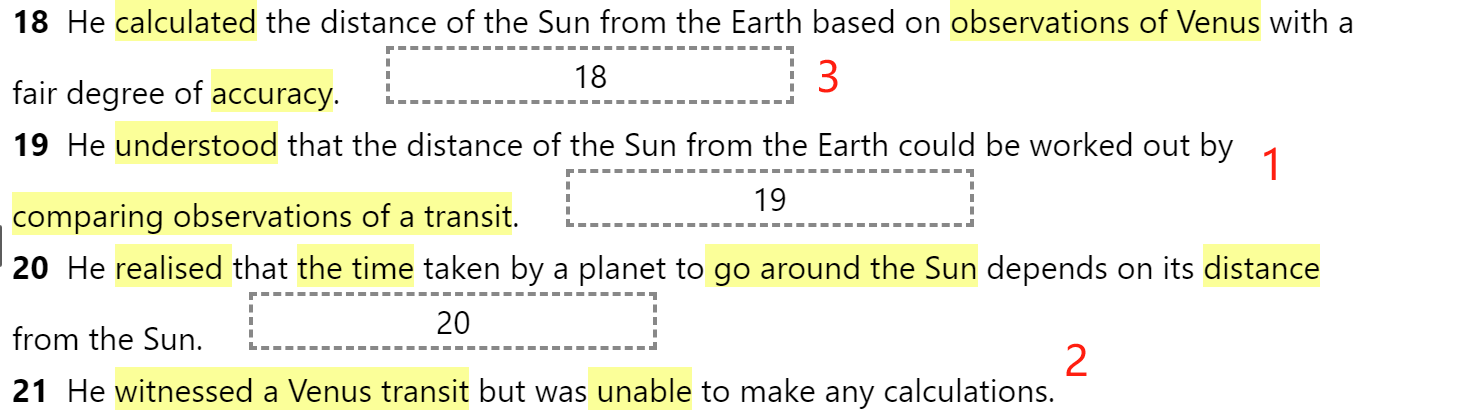 18 He calculated the distance of the Sun from the Earth based on observations of Venus with a
fair degree of accuracy. 18 3
19 He understood that the distance of the Sun from the Earth could be worked out by 1
comparing observations of a transit. 19
20 He realised that the time taken by a planet to go around the Sun depends on its distance
from the Sun. 20
21 He witnessed a Venus transit but was unable to make any calculations. 2